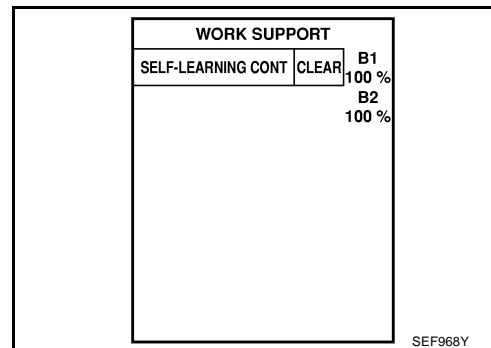 WORK SUPPORT
SELF-LEARNING CONT CLEAR B1
100 %
B2
100 %
SEF968Y